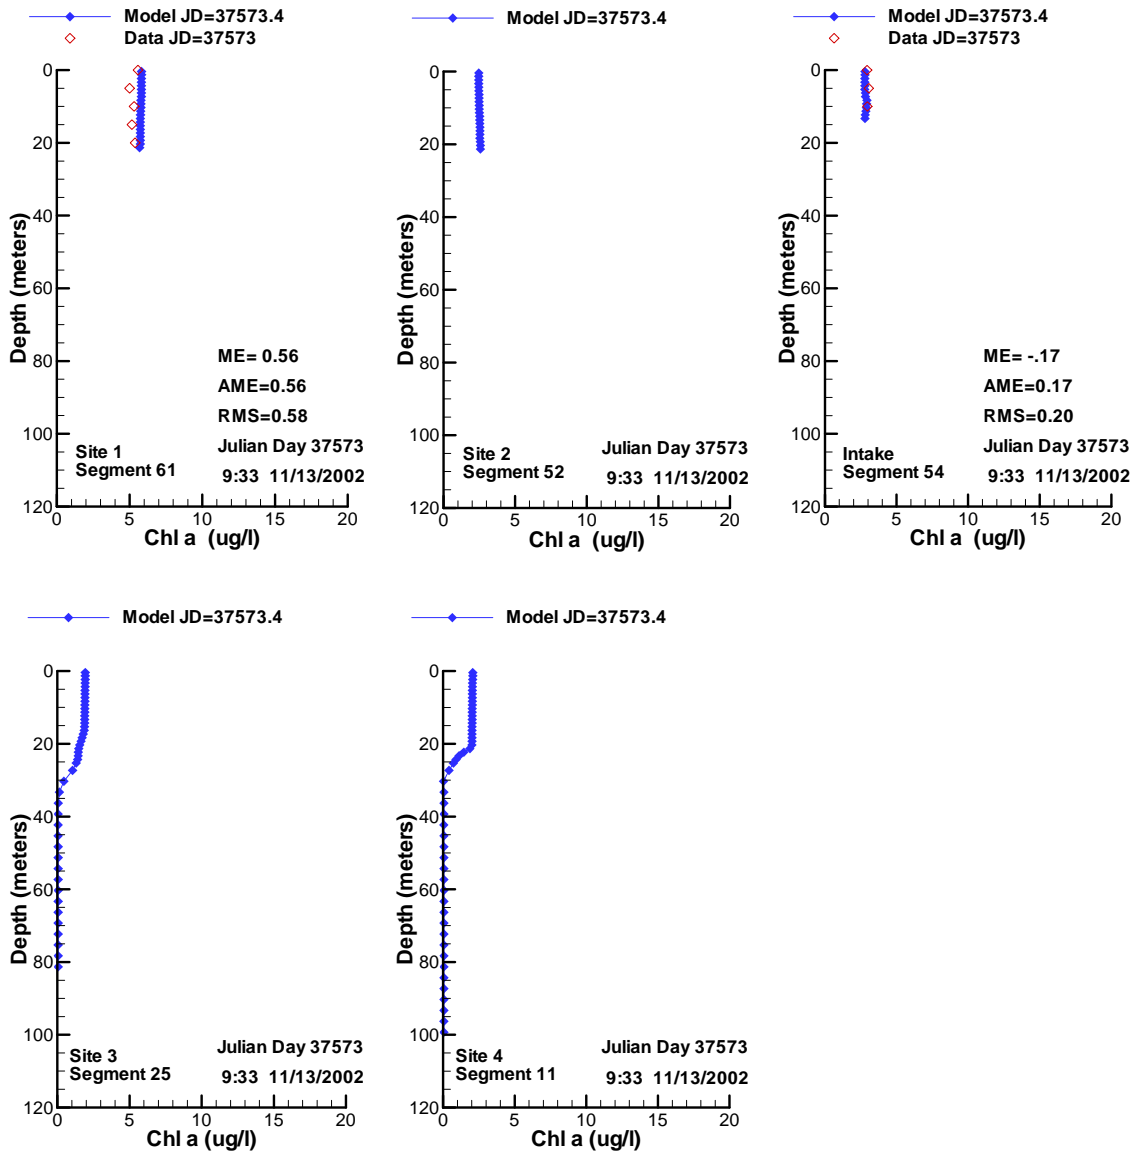 Model JD=37573.4
Data JD=37573
0
20
40
60
80
100
120
Depth (meters)
ME= 0.56
AME=0.56
RMS=0.58
Site 1
Segment 61
Julian Day 37573
9:33 11/13/2002
0 5 10 15 20
Chl a (ug/l)
Model JD=37573.4
0
20
40
60
80
100
120
Depth (meters)
Site 2
Segment 52
Julian Day 37573
9:33 11/13/2002
0 5 10 15 20
Chl a (ug/l)
Model JD=37573.4
Data JD=37573
0
20
40
60
80
100
120
Depth (meters)
ME= -.17
AME=0.17
RMS=0.20
Intake
Segment 54
Julian Day 37573
9:33 11/13/2002
0 5 10 15 20
Chl a (ug/l)
Model JD=37573.4
0
20
40
60
80
100
120
Depth (meters)
Site 3
Segment 25
Julian Day 37573
9:33 11/13/2002
0 5 10 15 20
Chl a (ug/l)
Model JD=37573.4
0
20
40
60
80
100
120
Depth (meters)
Site 4
Segment 11
Julian Day 37573
9:33 11/13/2002
0 5 10 15 20
Chl a (ug/l)